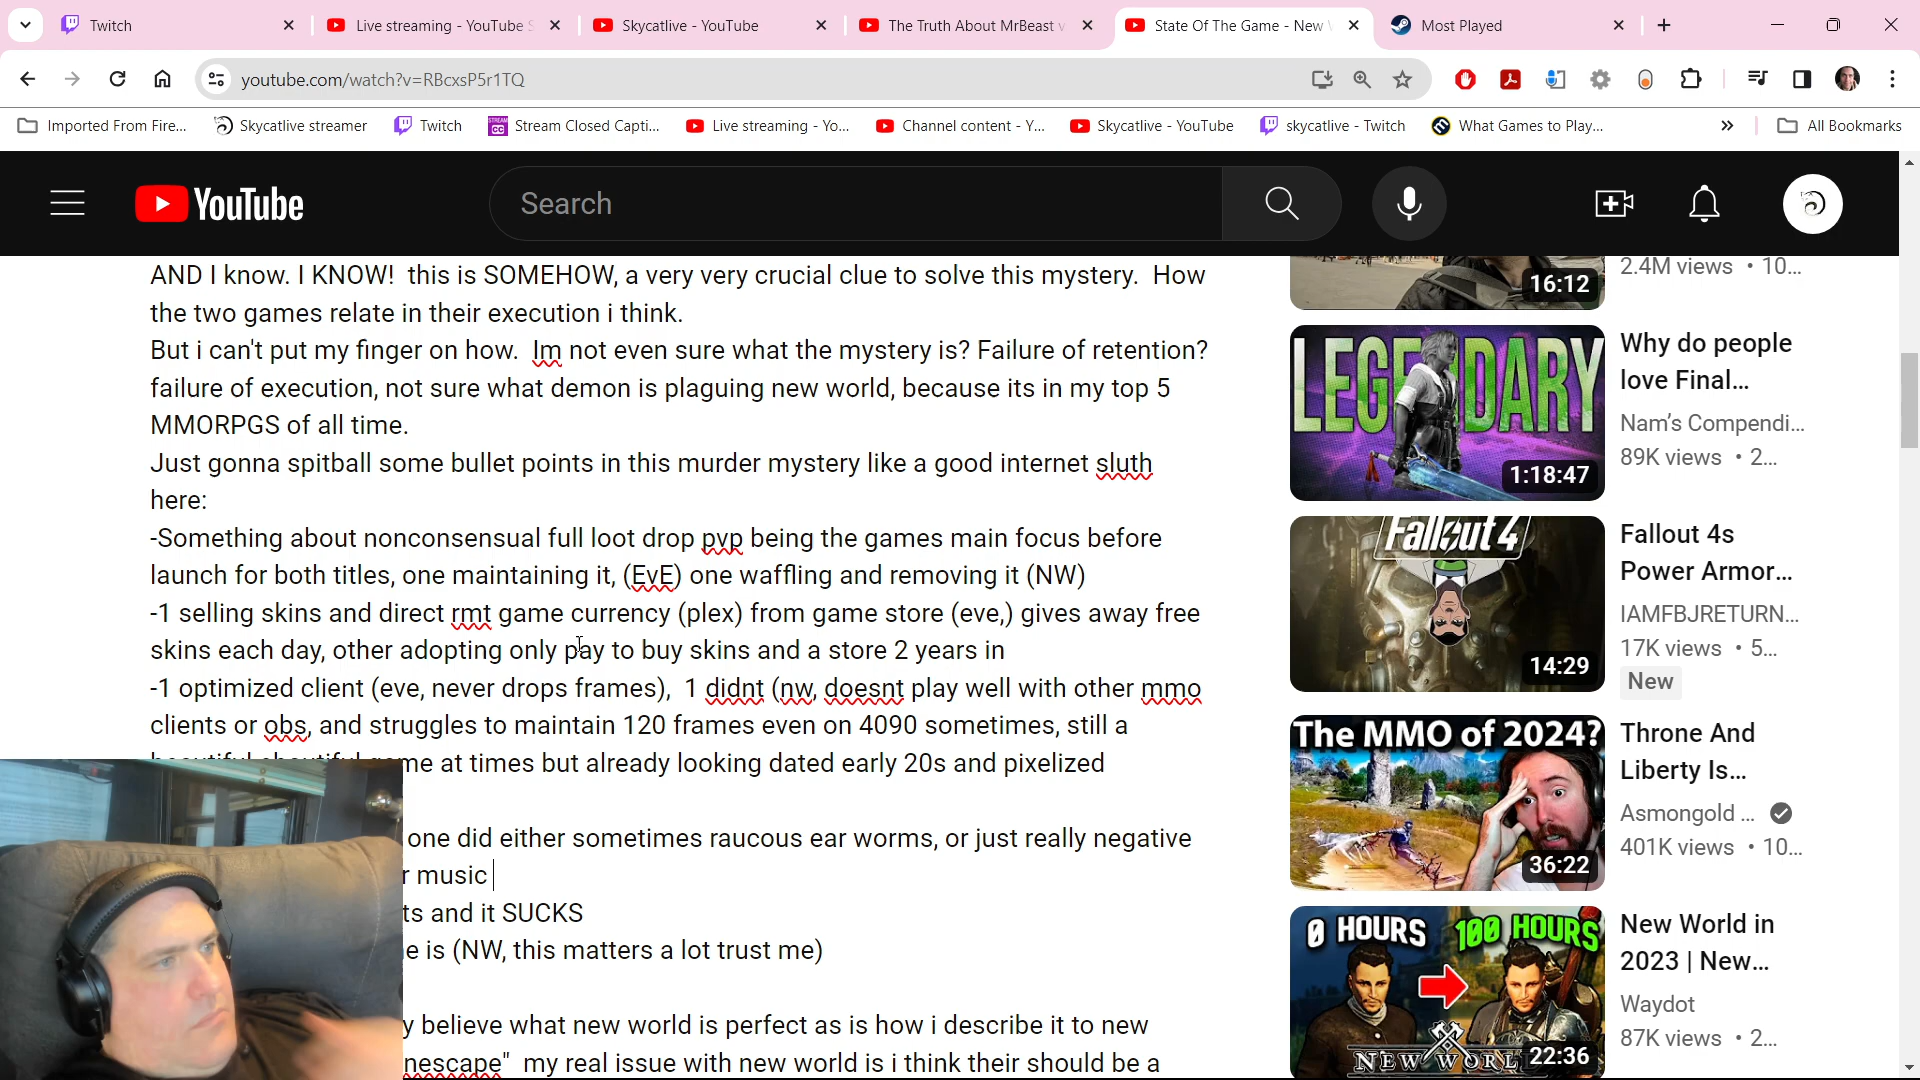 Twitch
Live streaming - YouTube S
Skycatlive - YouTube
The Truth About MrBeast v
State Of The Game - New
Most Played
youtube.com/watch?v=RBcxsP5r1TQ
Imported From Fire...
Skycatlive streamer
Twitch
Stream Closed Capti...
Live streaming - Yo...
Channel content - Y...
Skycatlive - YouTube
skycatlive - Twitch
What Games to Play...
All Bookmarks
YouTube
Search
AND I know. I KNOW!  this is SOMEHOW, a very very crucial clue to solve this mystery.  How
the two games relate in their execution i think.
But i can't put my finger on how.  Im not even sure what the mystery is? Failure of retention?
failure of execution, not sure what demon is plaguing new world, because its in my top 5
MMORPGS of all time.
Just gonna spitball some bullet points in this murder mystery like a good internet sluth
here:
-Something about nonconsensual full loot drop pvp being the games main focus before
launch for both titles, one maintaining it, (EvE) one waffling and removing it (NW)
-1 selling skins and direct rmt game currency (plex) from game store (eve,) gives away free
skins each day, other adopting only pay to buy skins and a store 2 years in
-1 optimized client (eve, never drops frames),  1 didnt (nw, doesnt play well with other mmo
clients or obs, and struggles to maintain 120 frames even on 4090 sometimes, still a
me at times but already looking dated early 20s and pixelized
one did either sometimes raucous ear worms, or just really negative
r music
ts and it SUCKS
e is (NW, this matters a lot trust me)
y believe what new world is perfect as is how i describe it to new
nescape"  my real issue with new world is i think their should be a
16:12
2.4M views • 10...
LEGENDARY
1:18:47
Why do people
love Final...
Nam's Compendi...
89K views • 2...
Fallout 4
14:29
Fallout 4s
Power Armor...
IAMFBJRETURN...
17K views • 5...
New
The MMO of 2024?
36:22
Throne And
Liberty Is...
Asmongold ...
401K views • 10...
0 HOURS
100 HOURS
NEW WORLD
22:36
New World in
2023 | New...
Waydot
87K views • 2...